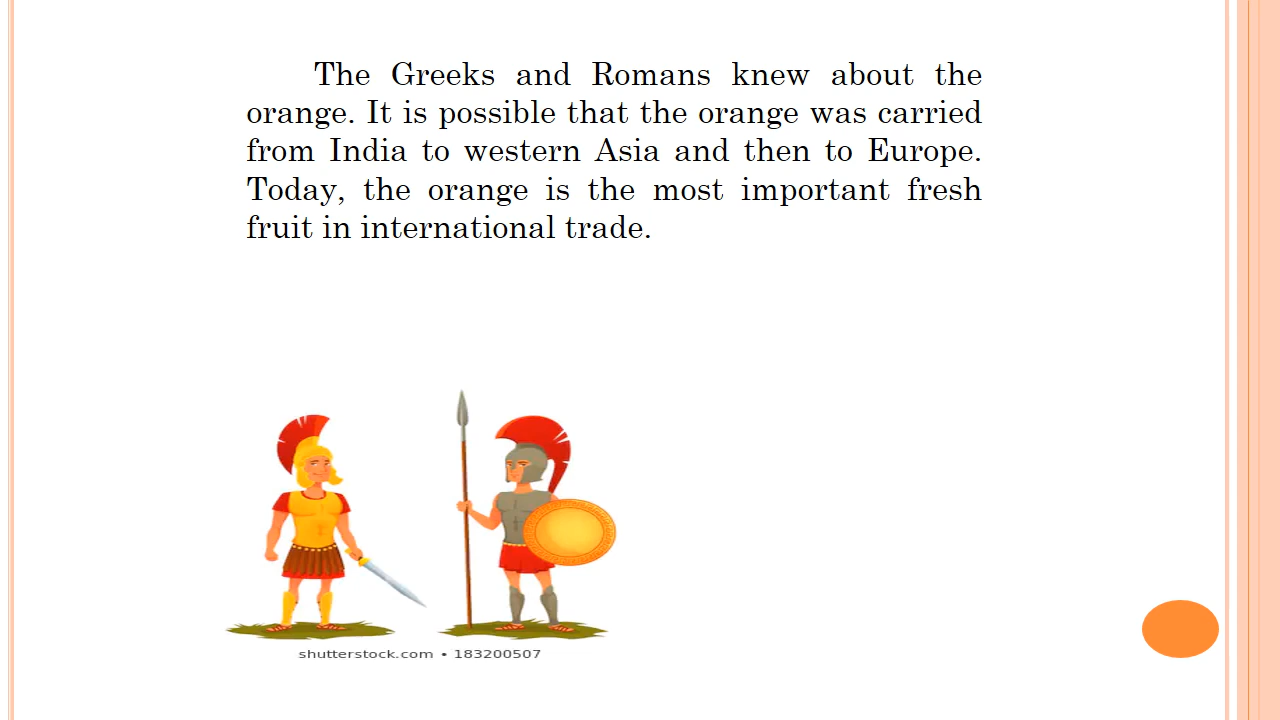 The Greeks and Romans knew about the
orange. It is possible that the orange was carried
from India to western Asia and then to Europe.
Today, the orange is the most important fresh
fruit in international trade.
shutterstock.com • 183200507